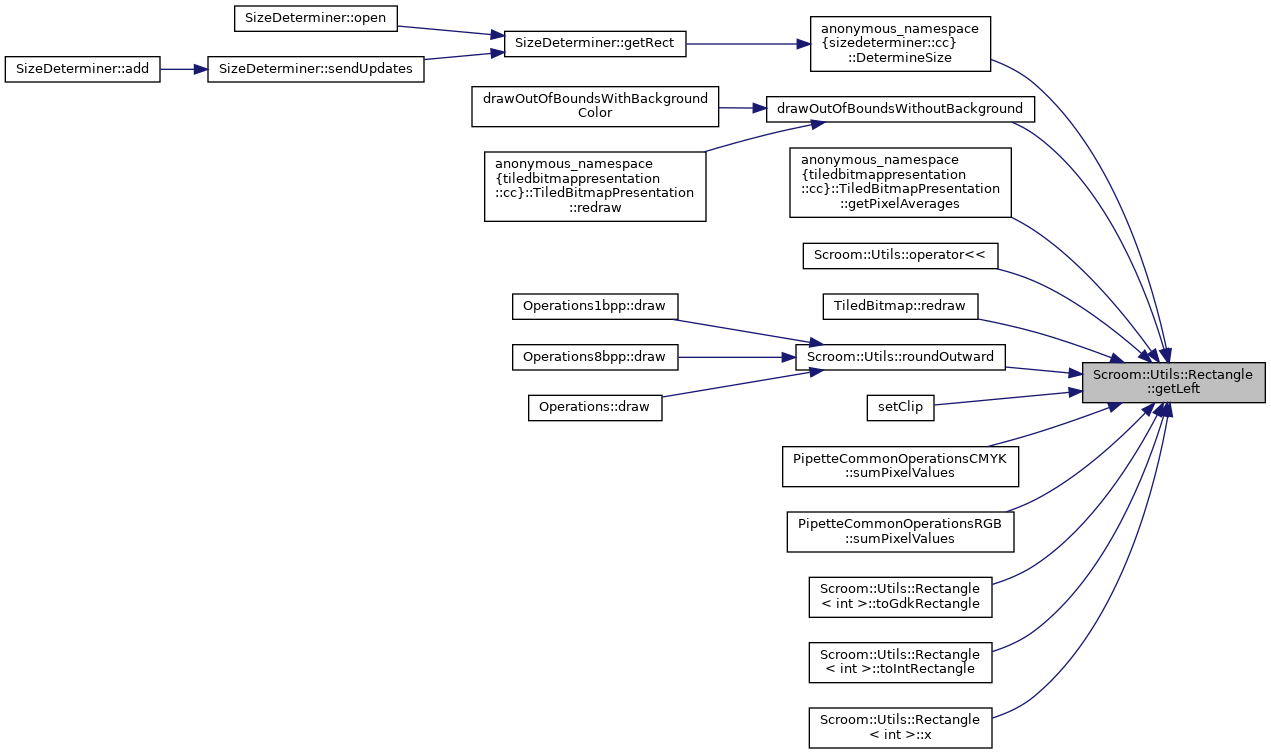 SizeDeterminer::open
SizeDeterminer::add
SizeDeterminer::sendUpdates
SizeDeterminer::getRect
anonymous_namespace
{sizedeterminer::cc}
::DetermineSize
drawOutOfBoundsWithBackground
Color
drawOutOfBoundsWithoutBackground
anonymous_namespace
{tiledbitmappresentation
::cc}::TiledBitmapPresentation
::redraw
anonymous_namespace
{tiledbitmappresentation
::cc}::TiledBitmapPresentation
::getPixelAverages
Scroom::Utils::operator<<
TiledBitmap::redraw
Operations1bpp::draw
Operations8bpp::draw
Operations::draw
Scroom::Utils::roundOutward
Scroom::Utils::Rectangle
::getLeft
setClip
PipetteCommonOperationsCMYK
::sumPixelValues
PipetteCommonOperationsRGB
::sumPixelValues
Scroom::Utils::Rectangle
< int >::toGdkRectangle
Scroom::Utils::Rectangle
< int >::toIntRectangle
Scroom::Utils::Rectangle
< int >::x